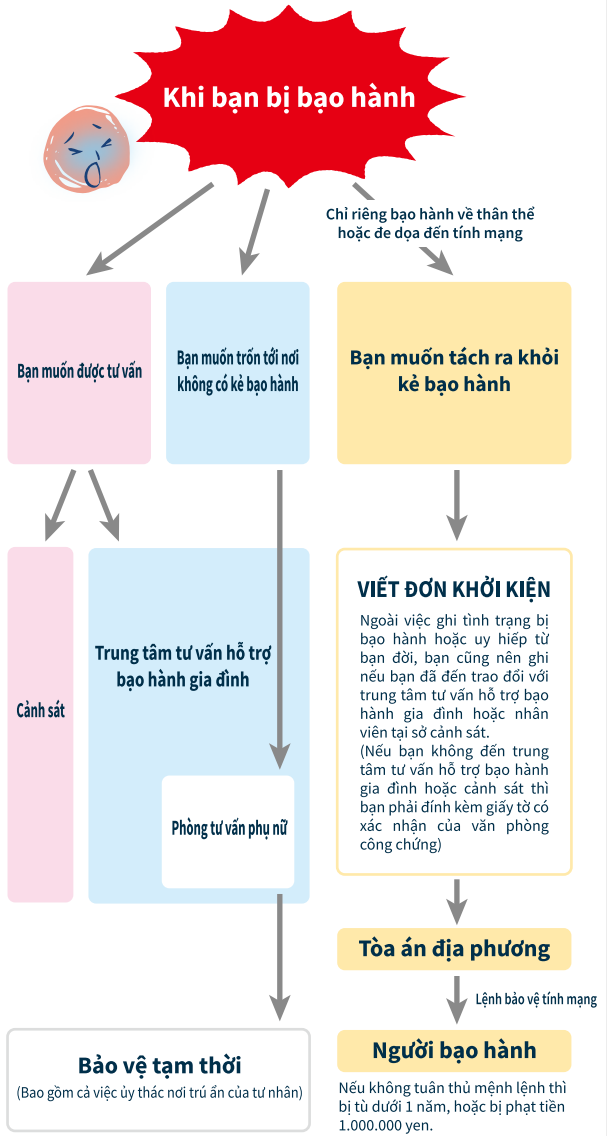 Khi bạn bị bạo hành
Chỉ riêng bạo hành về thân thể
hoặc đe dọa đến tính mạng
Bạn muốn được tư vấn
Bạn muốn trốn tới nơi
không có kẻ bạo hành
Bạn muốn tách ra khỏi
kẻ bạo hành
Cảnh sát
Trung tâm tư vấn hỗ trợ
bạo hành gia đình
Phòng tư vấn phụ nữ
VIẾT ĐƠN KHỞI KIỆN
Ngoài việc ghi tình trạng bị
bạo hành hoặc uy hiếp từ
bạn đời, bạn cũng nên ghi
nếu bạn đã đến trao đổi với
trung tâm tư vấn hỗ trợ bạo
hành gia đình hoặc nhân
viên tại sở cảnh sát.
(Nếu bạn không đến trung
tâm tư vấn hỗ trợ bạo hành
gia đình hoặc cảnh sát thì
bạn phải đính kèm giấy tờ có
xác nhận của văn phòng
công chứng)
Tòa án địa phương
Lệnh bảo vệ tính mạng
Bảo vệ tạm thời
(Bao gồm cả việc ủy thác nơi trú ẩn của tư nhân)
Người bạo hành
Nếu không tuân thủ mệnh lệnh thì
bị tù dưới 1 năm, hoặc bị phạt tiền
1.000.000 yen.